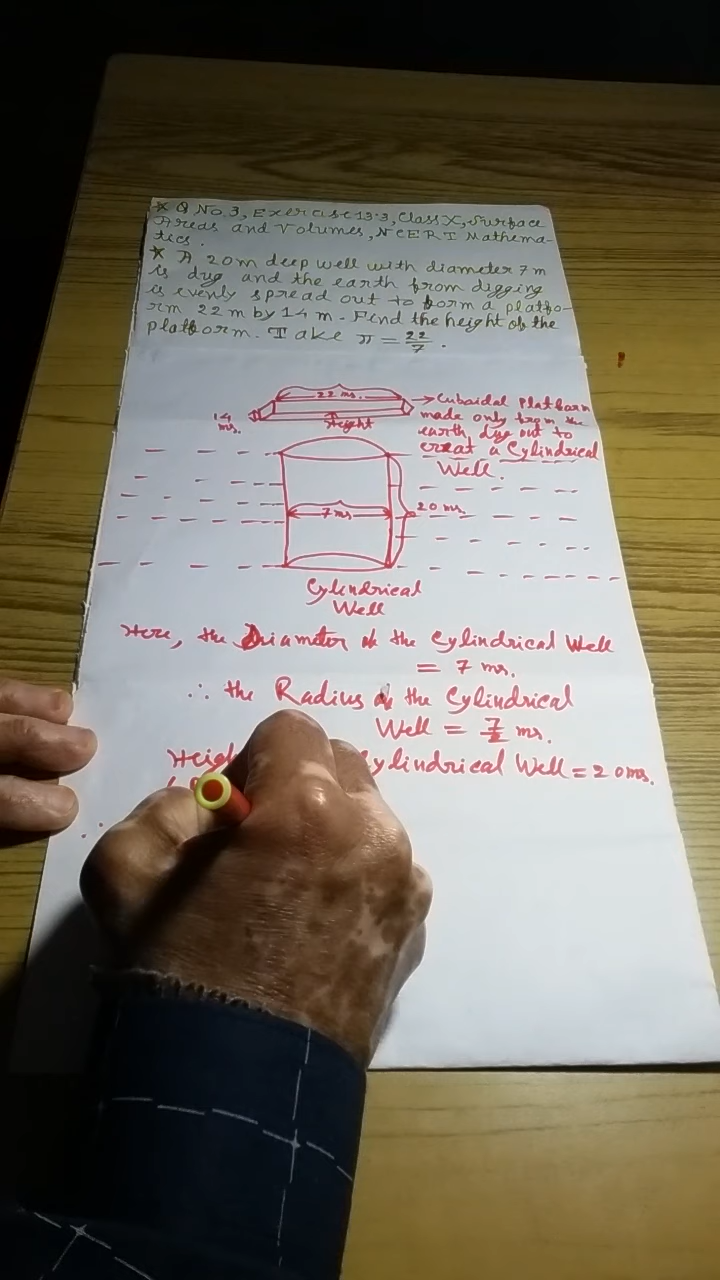 * Q No. 3, Exercise 13.3, Class X, Surface
Areas and Volumes, NCERT Mathema-
tics.
* A 20m deep well with diameter 7 m
is dug and the earth from digging
is evenly spread out to form a platfo-
rm 22 m by 14 m. Find the height of the
platform. Take π = 22/7.
22 ms.
14 ms.
Height
→ Cuboidal Platform
made only from the
earth dug out to
creat a Cylindrical
Well.
7 ms
20 ms.
Cylindrical
Well
Here, the Diameter of the Cylindrical Well
= 7 ms.
∴ the Radius of the Cylindrical
Well = 7/2 ms.
Heig Cylindrical Well = 20ms.